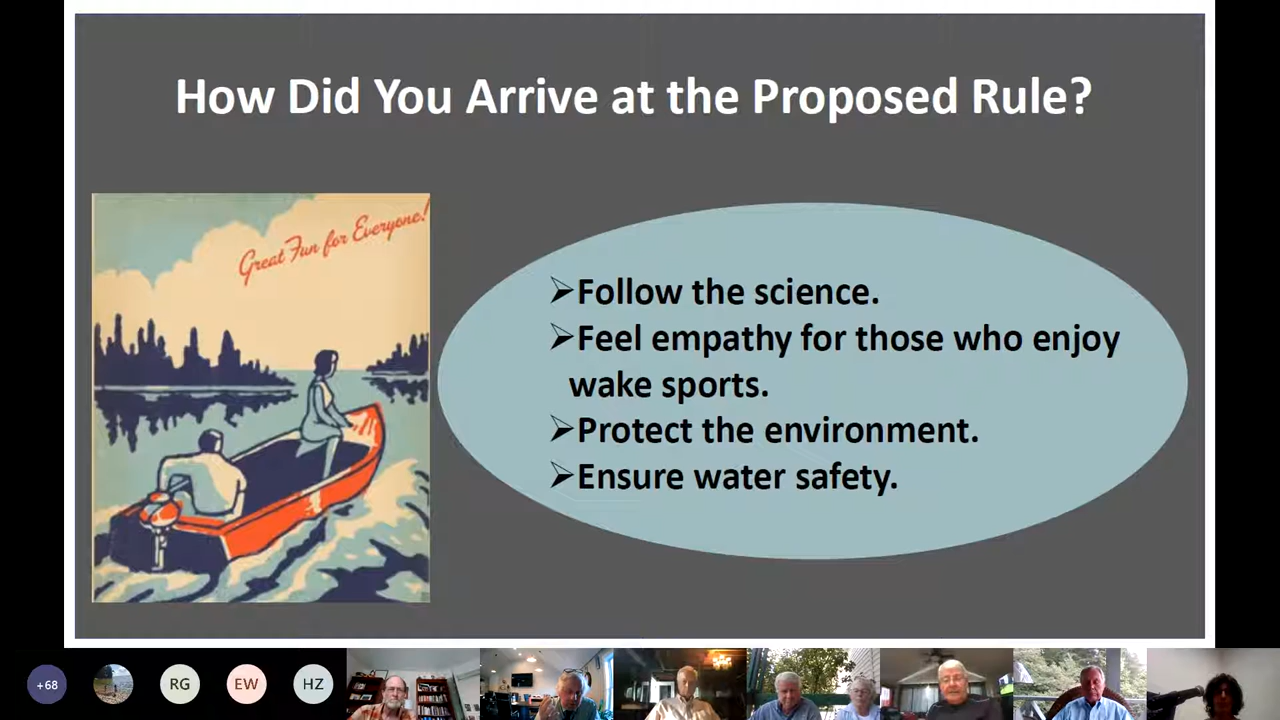 How Did You Arrive at the Proposed Rule?
Great Fun for Everyone!
➢Follow the science.
➢Feel empathy for those who enjoy
wake sports.
➢Protect the environment.
➢Ensure water safety.
+68
RG
EW
HZ